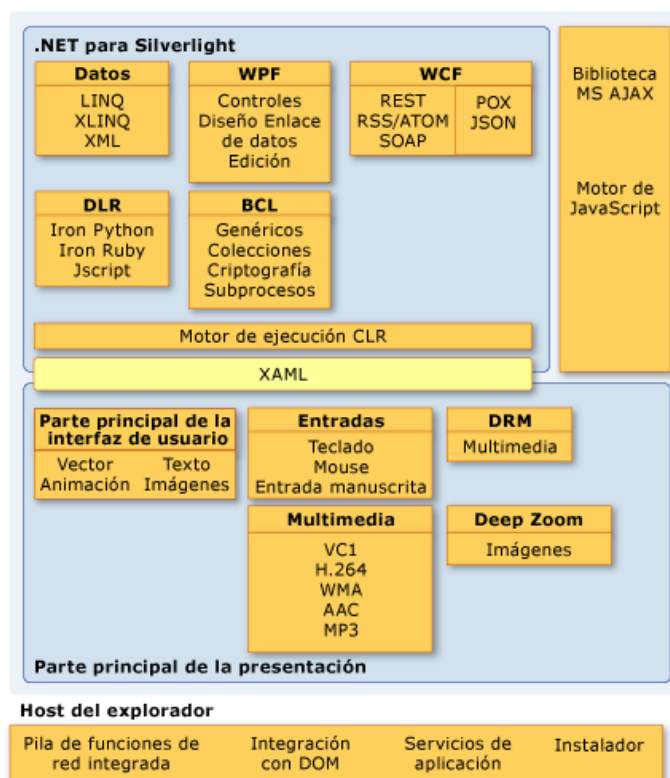 .NET para Silverlight
Datos
LINQ
XLINQ
XML
WPF
Controles
Diseño Enlace
de datos
Edición
WCF
REST
RSS/ATOM
SOAP
POX
JSON
Biblioteca
MS AJAX
Motor de
JavaScript
DLR
Iron Python
Iron Ruby
Jscript
BCL
Genéricos
Colecciones
Criptografía
Subprocesos
Motor de ejecución CLR
XAML
Parte principal de la
interfaz de usuario
Vector Texto
Animación Imágenes
Entradas
Teclado
Mouse
Entrada manuscrita
DRM
Multimedia
Multimedia
VC1
H.264
WMA
AAC
MP3
Deep Zoom
Imágenes
Parte principal de la presentación
Host del explorador
Pila de funciones de
red integrada
Integración
con DOM
Servicios de
aplicación
Instalador